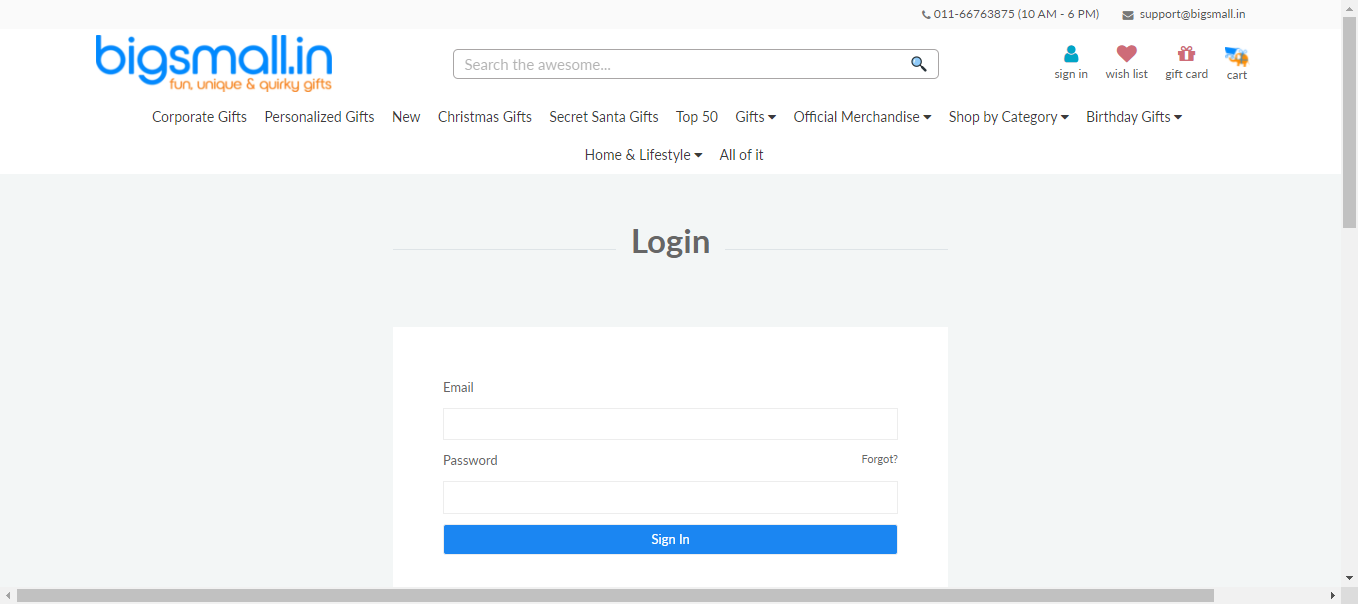 011-66763875 (10 AM - 6 PM) support@bigsmall.in
bigsmall.in
fun, unique & quirky gifts
Search the awesome...
sign in wish list gift card cart
Corporate Gifts Personalized Gifts New Christmas Gifts Secret Santa Gifts Top 50 Gifts Official Merchandise Shop by Category Birthday Gifts
Home & Lifestyle All of it
Login
Email
Password Forgot?
Sign In